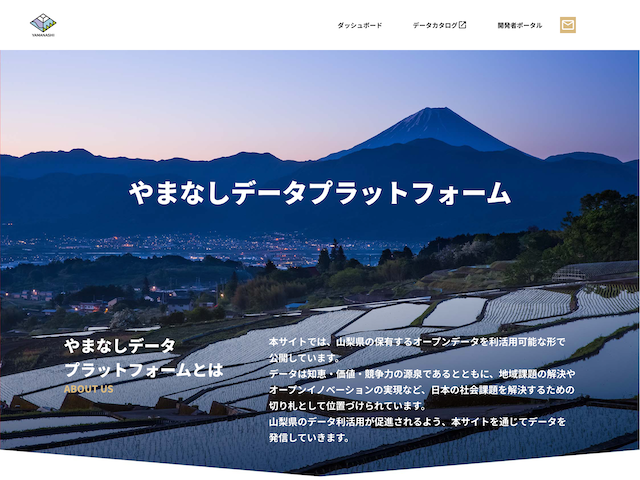 YAMANASHI
ダッシュボード
データカタログ
開発者ポータル
やまなしデータプラットフォーム
やまなしデータ
プラットフォームとは
ABOUT US
本サイトでは、山梨県の保有するオープンデータを利活用可能な形で
公開しています。
データは知恵・価値・競争力の源泉であるとともに、地域課題の解決や
オープンイノベーションの実現など、日本の社会課題を解決するための
切り札として位置づけられています。
山梨県のデータ利活用が促進されるよう、本サイトを通じてデータを
発信していきます。